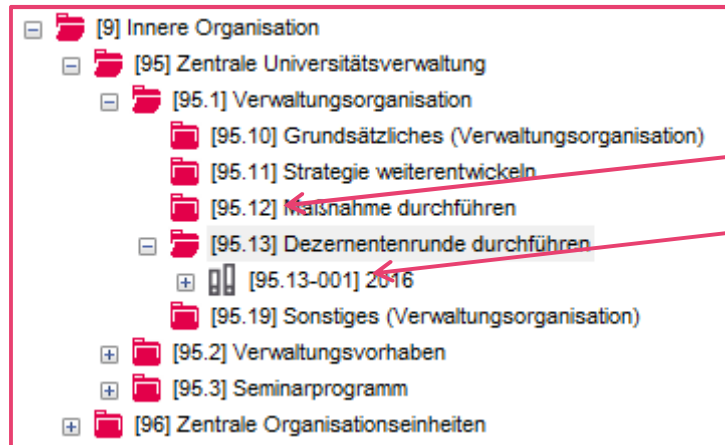 [9] Innere Organisation
[95] Zentrale Universitätsverwaltung
[95.1] Verwaltungsorganisation
[95.10] Grundsätzliches (Verwaltungsorganisation)
[95.11] Strategie weiterentwickeln
[95.12] Maßnahme durchführen
[95.13] Dezernentenrunde durchführen
[95.13-001] 2016
[95.19] Sonstiges (Verwaltungsorganisation)
[95.2] Verwaltungsvorhaben
[95.3] Seminarprogramm
[96] Zentrale Organisationseinheiten